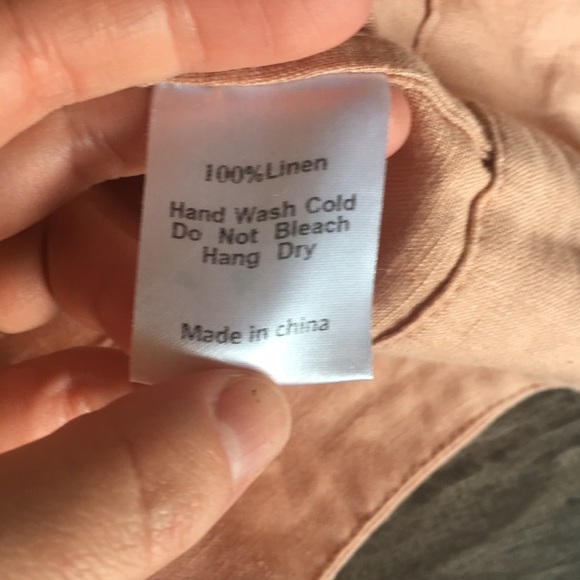 100%Linen
Hand Wash Cold
Do Not Bleach
Hang Dry
Made in china